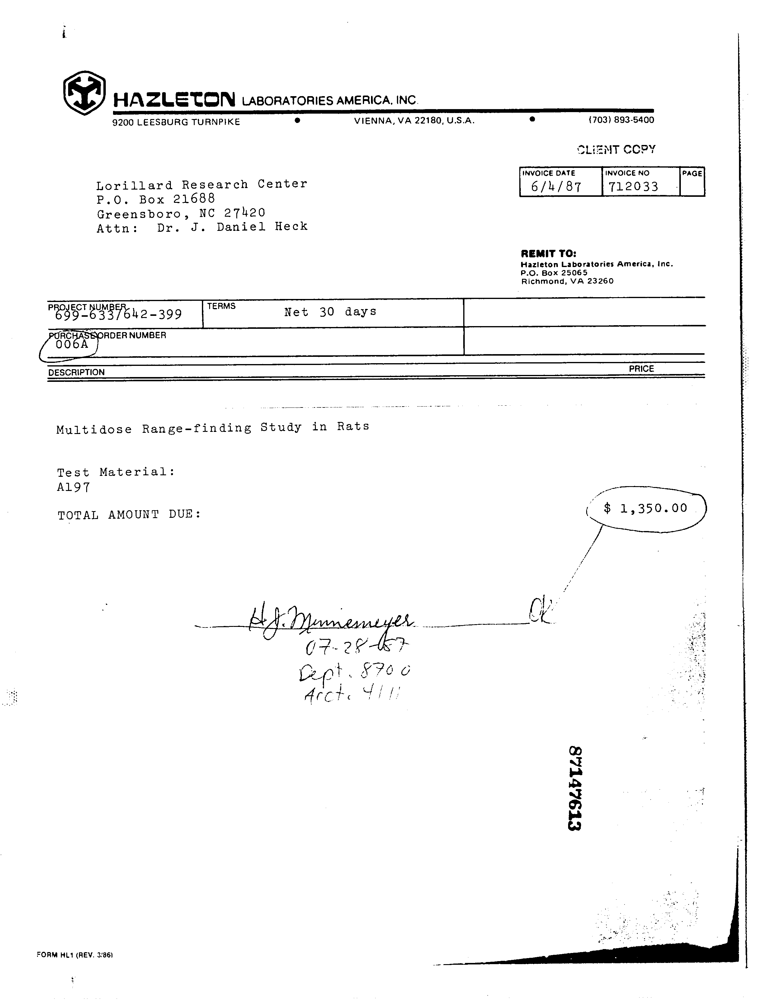 HAZLETON LABORATORIES AMERICA, INC.
9200 LEESBURG TURNPIKE • VIENNA, VA 22180, U.S.A. • (703) 893-5400
CLIENT COPY
INVOICE DATE INVOICE NO PAGE
6/4/87 712033
Lorillard Research Center
P.O. Box 21688
Greensboro, NC 27420
Attn: Dr. J. Daniel Heck
REMIT TO:
Hazleton Laboratories America, Inc.
P.O. Box 25065
Richmond, VA 23260
PROJECT NUMBER TERMS
699-633/642-399 Net 30 days
PURCHASE ORDER NUMBER
006A
DESCRIPTION PRICE
Multidose Range-finding Study in Rats
Test Material:
A197
TOTAL AMOUNT DUE: $ 1,350.00
H.J. Minnemeyer OK
07-28-87
Dept. 8700
Acct. 4111
87147613
FORM HL1 (REV. 3/86)